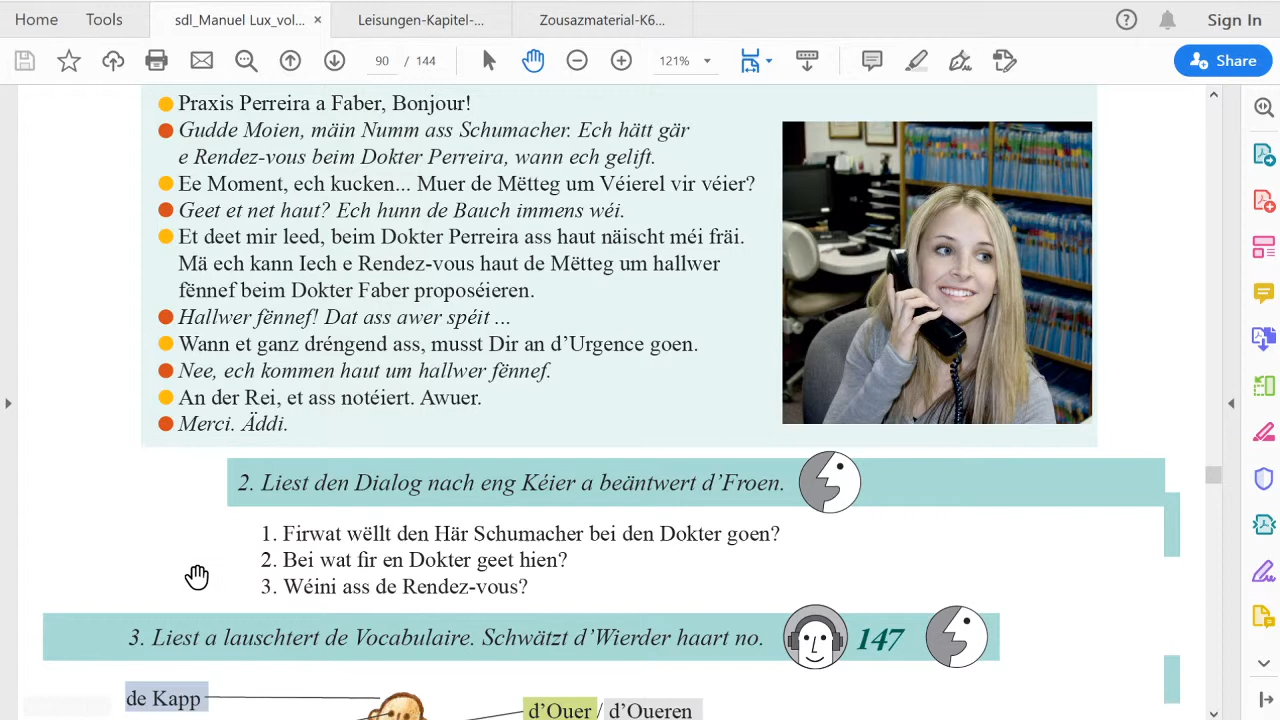 Home Tools sdl_Manuel Lux_vol... × Leisungen-Kapitel-... Zousazmaterial-K6... ? Sign In
90 / 144 121% Share
Praxis Perreira a Faber, Bonjour!
Gudde Moien, mäin Numm ass Schumacher. Ech hätt gär
e Rendez-vous beim Dokter Perreira, wann ech gelift.
Ee Moment, ech kucken... Muer de Mëtteg um Véierel vir véier?
Geet et net haut? Ech hunn de Bauch immens wéi.
Et deet mir leed, beim Dokter Perreira ass haut näischt méi fräi.
Mä ech kann Iech e Rendez-vous haut de Mëtteg um hallwer
fënnef beim Dokter Faber proposéieren.
Hallwer fënnef! Dat ass awer spéit ...
Wann et ganz dréngend ass, musst Dir an d'Urgence goen.
Nee, ech kommen haut um hallwer fënnef.
An der Rei, et ass notéiert. Awuer.
Merci. Äddi.
2. Liest den Dialog nach eng Kéier a beäntwert d'Froen.
1. Firwat wëllt den Här Schumacher bei den Dokter goen?
2. Bei wat fir en Dokter geet hien?
3. Wéini ass de Rendez-vous?
3. Liest a lauschtert de Vocabulaire. Schwätzt d'Wierder haart no. 147
de Kapp
d'Ouer / d'Oueren